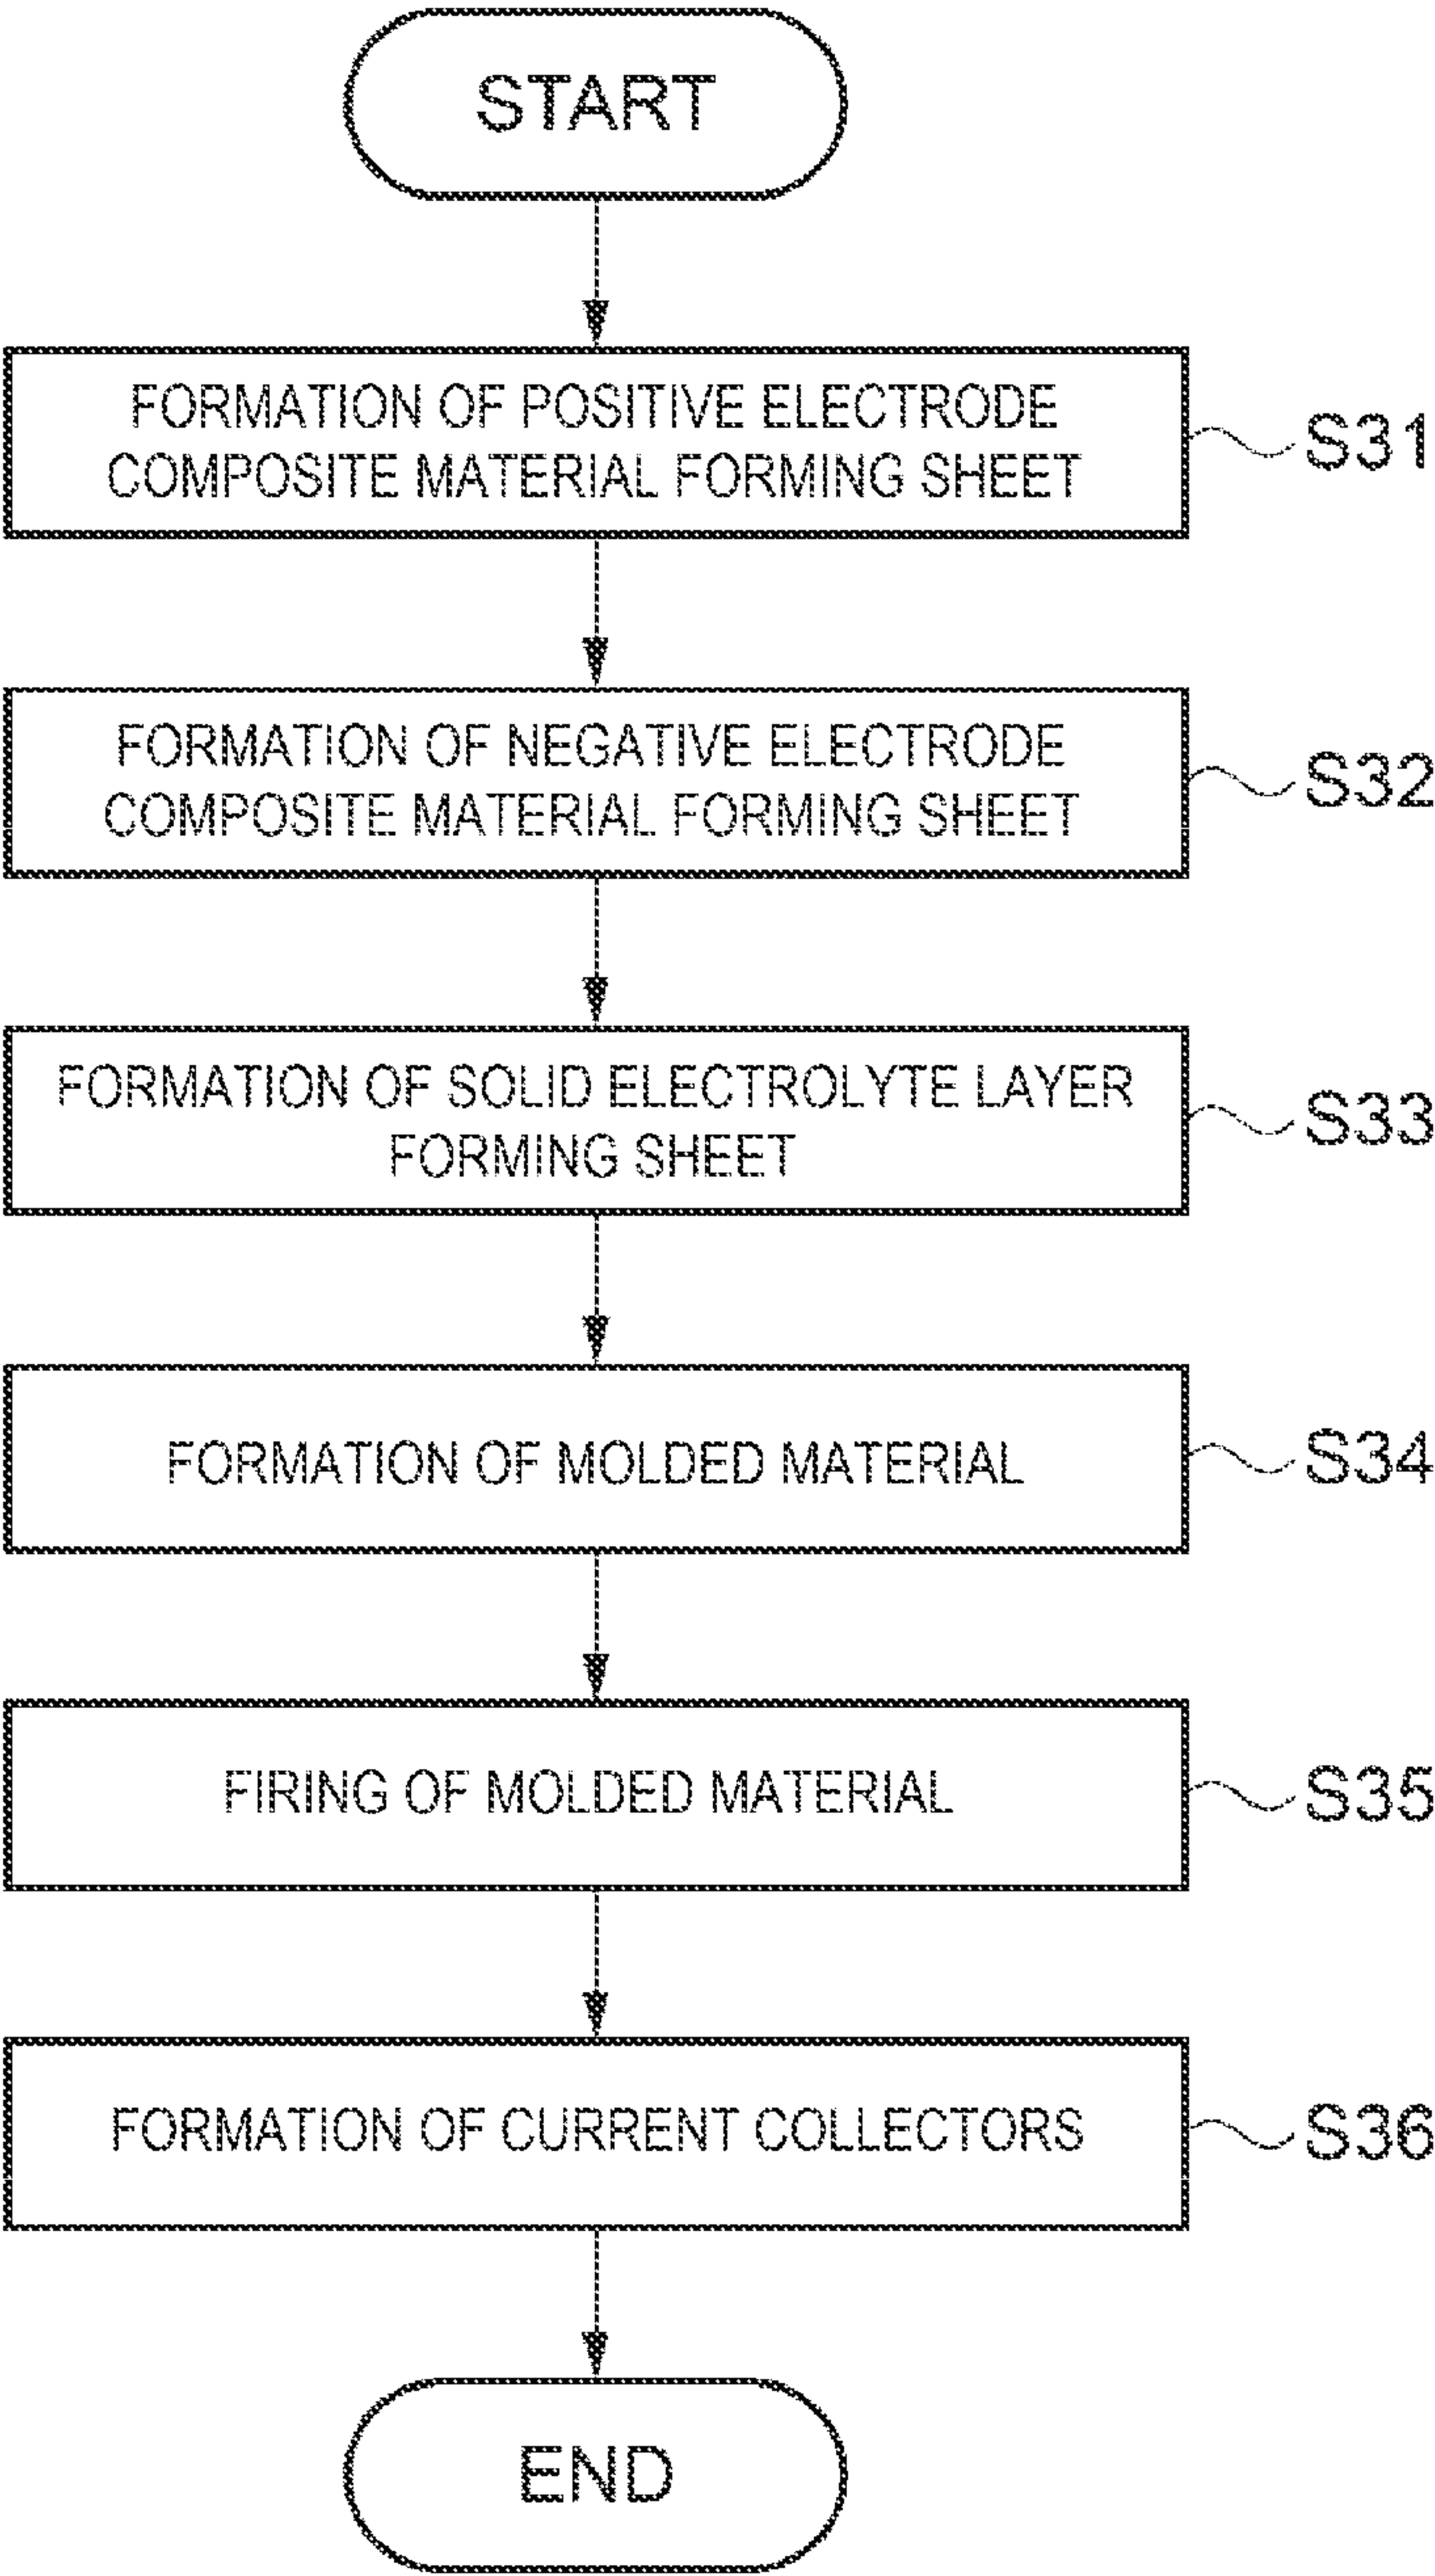 START
FORMATION OF POSITIVE ELECTRODE
COMPOSITE MATERIAL FORMING SHEET
S31
FORMATION OF NEGATIVE ELECTRODE
COMPOSITE MATERIAL FORMING SHEET
S32
FORMATION OF SOLID ELECTROLYTE LAYER
FORMING SHEET
S33
FORMATION OF MOLDED MATERIAL
S34
FIRING OF MOLDED MATERIAL
S35
FORMATION OF CURRENT COLLECTORS
S36
END